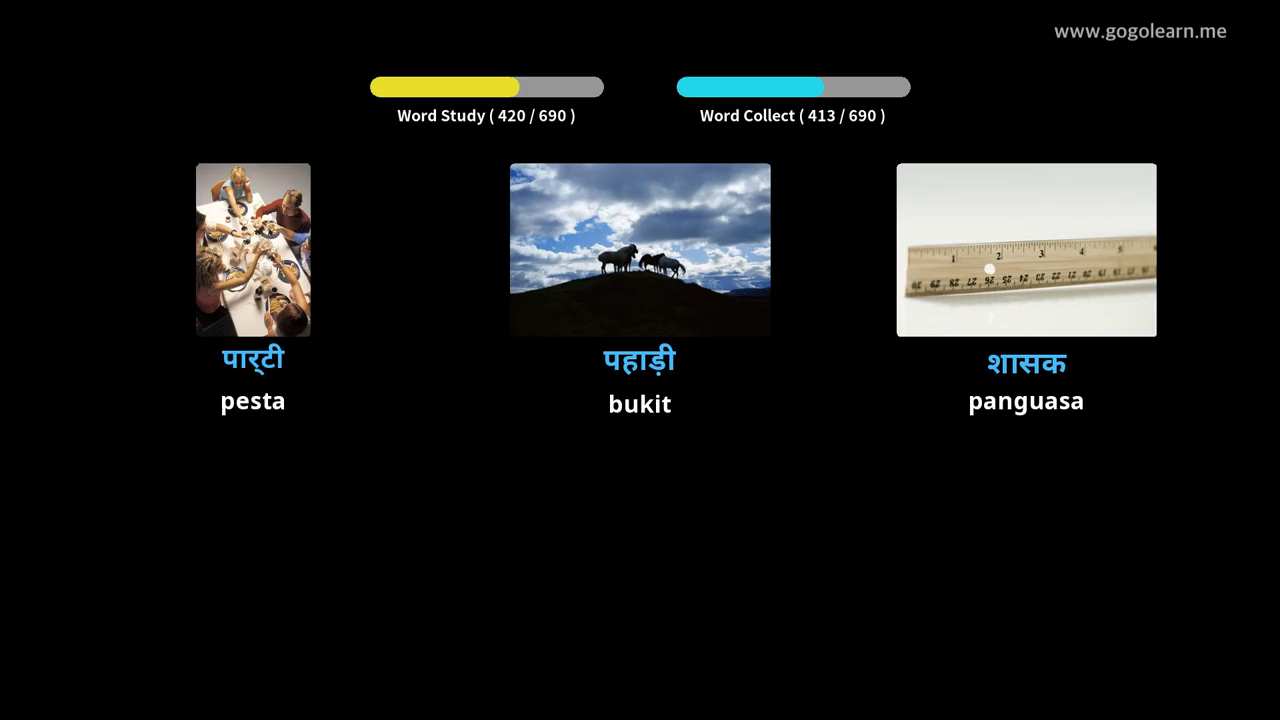 www.gogolearn.me
Word Study ( 420 / 690 )
Word Collect ( 413 / 690 )
पार्‌टी
pesta
पहाड़ी
bukit
शासक
panguasa